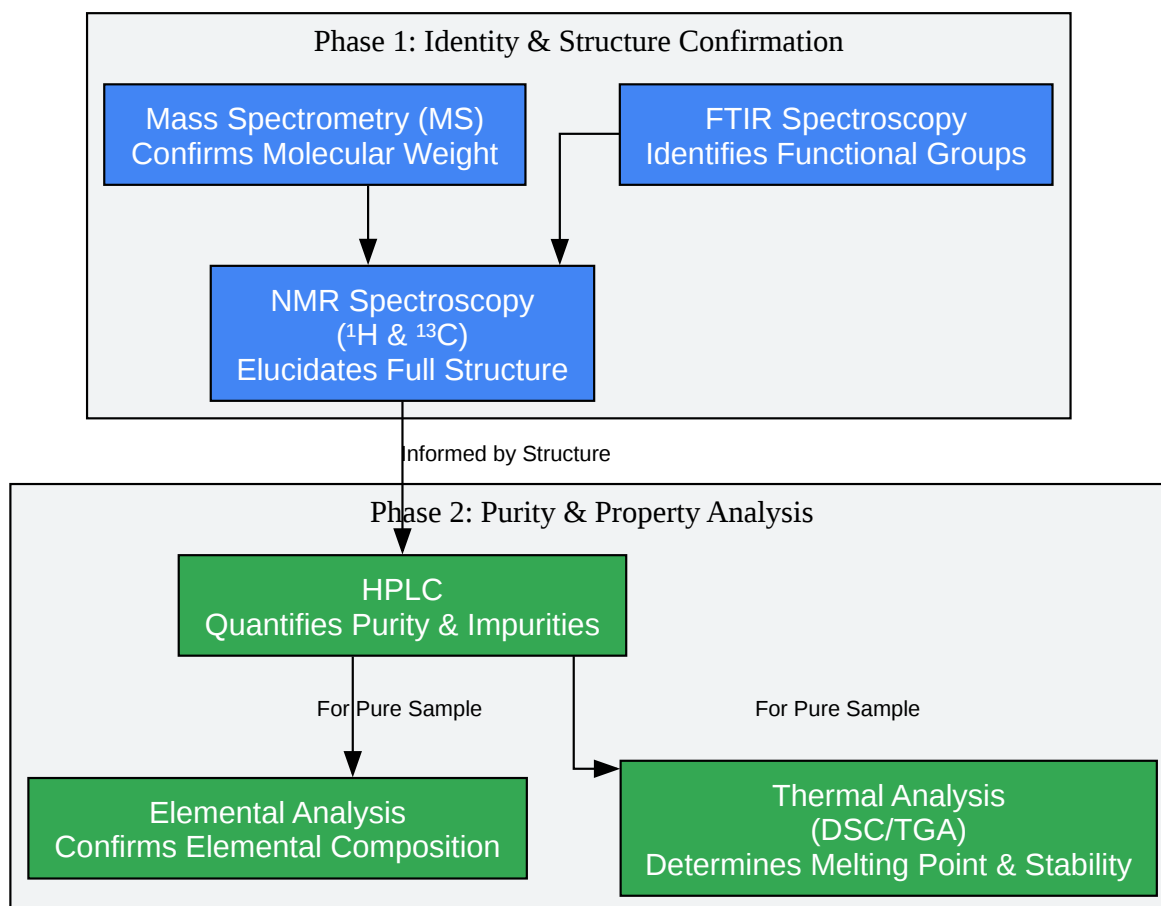 Phase 1: Identity & Structure Confirmation
Mass Spectrometry (MS)
Confirms Molecular Weight
FTIR Spectroscopy
Identifies Functional Groups
NMR Spectroscopy
(¹H & ¹³C)
Elucidates Full Structure
Informed by Structure
Phase 2: Purity & Property Analysis
HPLC
Quantifies Purity & Impurities
For Pure Sample
For Pure Sample
Elemental Analysis
Confirms Elemental Composition
Thermal Analysis
(DSC/TGA)
Determines Melting Point & Stability